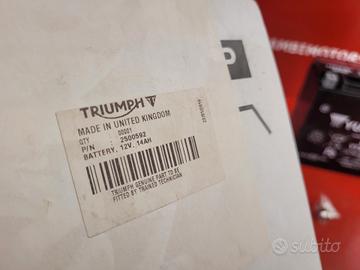 TRIUMPH
MADE IN UNITED KINGDOM
QTY : 00001
P/N : 2500592
BATTERY, 12V, 14AH
TRIUMPH GENUINE PART TO BE
FITTED BY TRAINED TECHNICIAN
P
subito